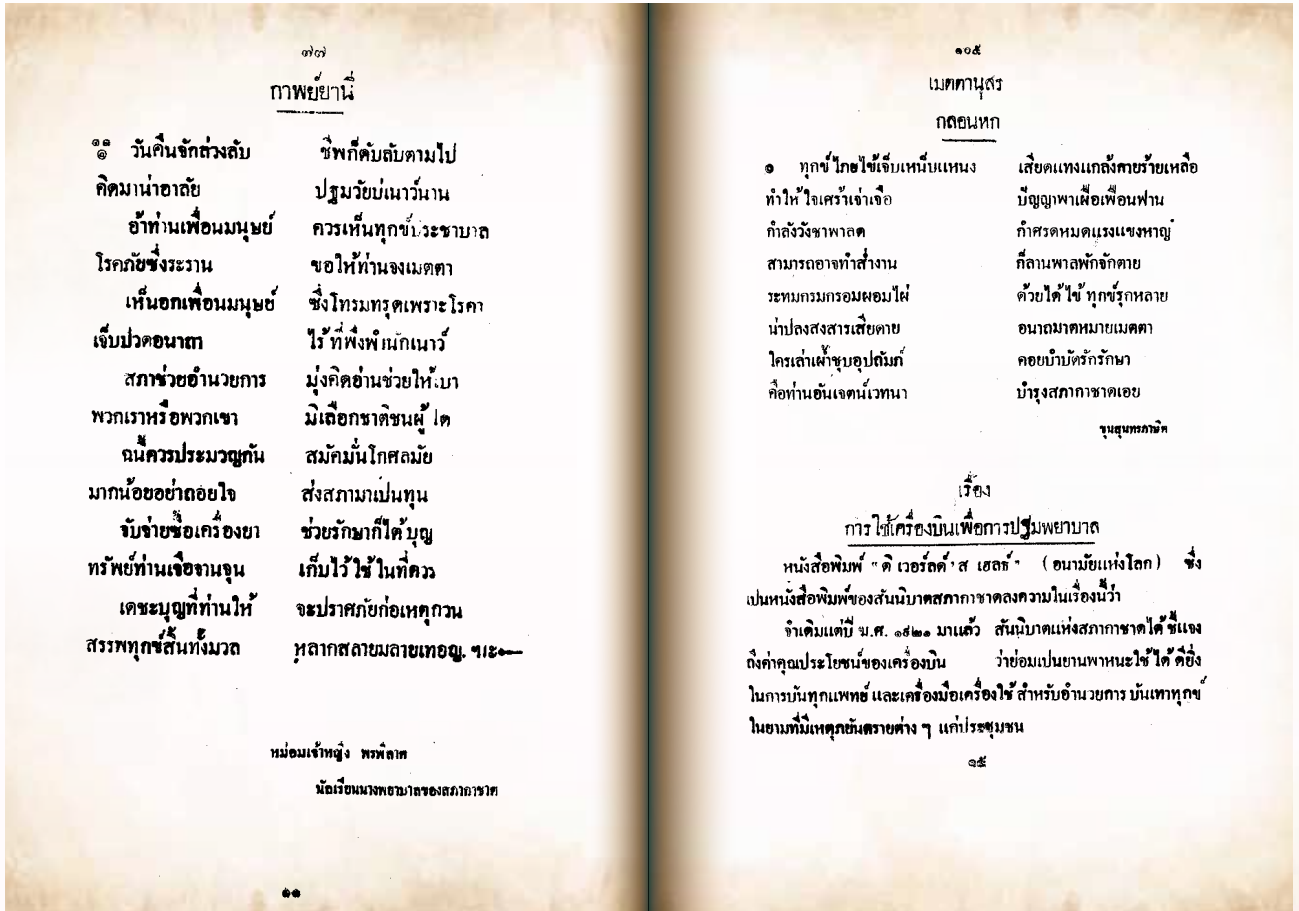 ๗๗
กาพย์ยานี
๑๑ ๑ วันคืนจักล่วงลับ ชีพก็ดับลับตามไป
คิดมาน่าอาลัย ปฐมวัยบ่เนาว์นาน
อ้าท่านเพื่อนมนุษย์ ควรเห็นทุกข์ประชาบาล
โรคภัยซึ่งระราน ขอให้ท่านจงเมตตา
เห็นอกเพื่อนมนุษย์ ซึ่งโทรมทรุดเพราะโรคา
เจ็บปวดอนาถา ไร้ที่พึ่งพำนักเนาว์
สภาช่วยอำนวยการ มุ่งคิดอ่านช่วยให้เบา
พวกเราหรือพวกเขา มิเลือกชาติชนผู้ใด
ฉนี้ควรประมวญกัน สมัคมั่นโกศลมัย
มากน้อยอย่าถอยใจ ส่งสภามาเป็นทุน
จับจ่ายซื้อเครื่องยา ช่วยรักษาก็ได้บุญ
ทรัพย์ท่านเจือจานจุน เก็บไว้ใช้ในที่ควร
เดชะบุญที่ท่านให้ จะปราศภัยก่อเหตุกวน
สรรพทุกข์สิ้นทั้งมวล หลากสลายมลายเทอญ, ฯ
หม่อมเจ้าหญิง พรพิลาศ
นักเรียนนางพยาบาลของสภากาชาด
๑๑
๑๐๕
เมตตานุสร
กลอนหก
๑ ทุกข์ไภยไข้เจ็บเหน็บแหนง เสียดแทงแกล้งกายร้ายเหลือ
ทำให้ใจเศร้าเจ่าเจื่อ ปัญญาพาเผื่อเพื่อนฟาน
กำลังวังชาพาลด กำศรดหมดแรงแขงหาญ
สามารถอาจทำสำงาน ก็ลานพาลพักจักตาย
ระทมกรมกรอมผอมไผ่ ด้วยได้ไข้ทุกข์รุกหลาย
น่าปลงสงสารเสียดาย อนาถมาตหมายเมตตา
ใครเล่าเฝ้าชุบอุปถัมภ์ คอยบำบัดรักรักษา
คือท่านอันเจตน์เวทนา บำรุงสภากาชาดเอย
ขุนสุนทรภาษิต
เรื่อง
การใช้เครื่องบินเพื่อการปฐมพยาบาล
หนังสือพิมพ์ "ดิ เวอร์ลด์'ส เฮลธ์" (อนามัยแห่งโลก) ซึ่ง
เปนหนังสือพิมพ์ของสันนิบาตสภากาชาดลงความในเรื่องนี้ว่า
จำเดิมแต่ปี ฆ.ศ. ๑๙๒๑ มาแล้ว สันนิบาตแห่งสภากาชาดได้ชี้แจง
ถึงค่าคุณประโยชน์ของเครื่องบิน ว่าย่อมเปนยานพาหนะใช้ได้ดียิ่ง
ในการบันทุกแพทย์ และเครื่องมือเครื่องใช้ สำหรับอำนวยการบันเทาทุกข์
ในยามที่มีเหตุภยันตรายต่าง ๆ แก่ประชุมชน
๑๕